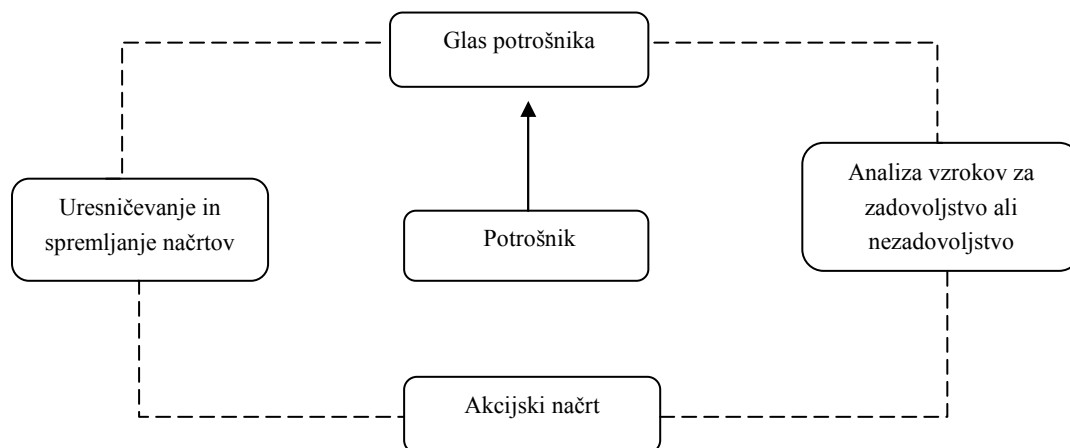 Glas potrošnika
Analiza vzrokov za
zadovoljstvo ali
nezadovoljstvo
Uresničevanje in
spremljanje načrtov
Potrošnik
Akcijski načrt